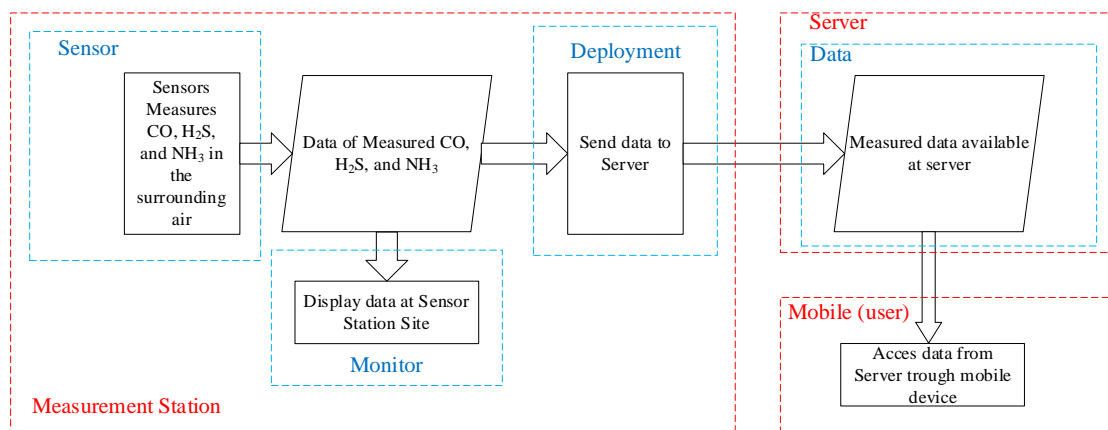 Sensor
Sensors
Measures
CO, H₂S,
and NH₃ in
the
surrounding
air
Data of Measured CO,
H₂S, and NH₃
Deployment
Send data to
Server
Display data at Sensor
Station Site
Monitor
Measurement Station
Server
Data
Measured data available
at server
Mobile (user)
Acces data from
Server trough mobile
device